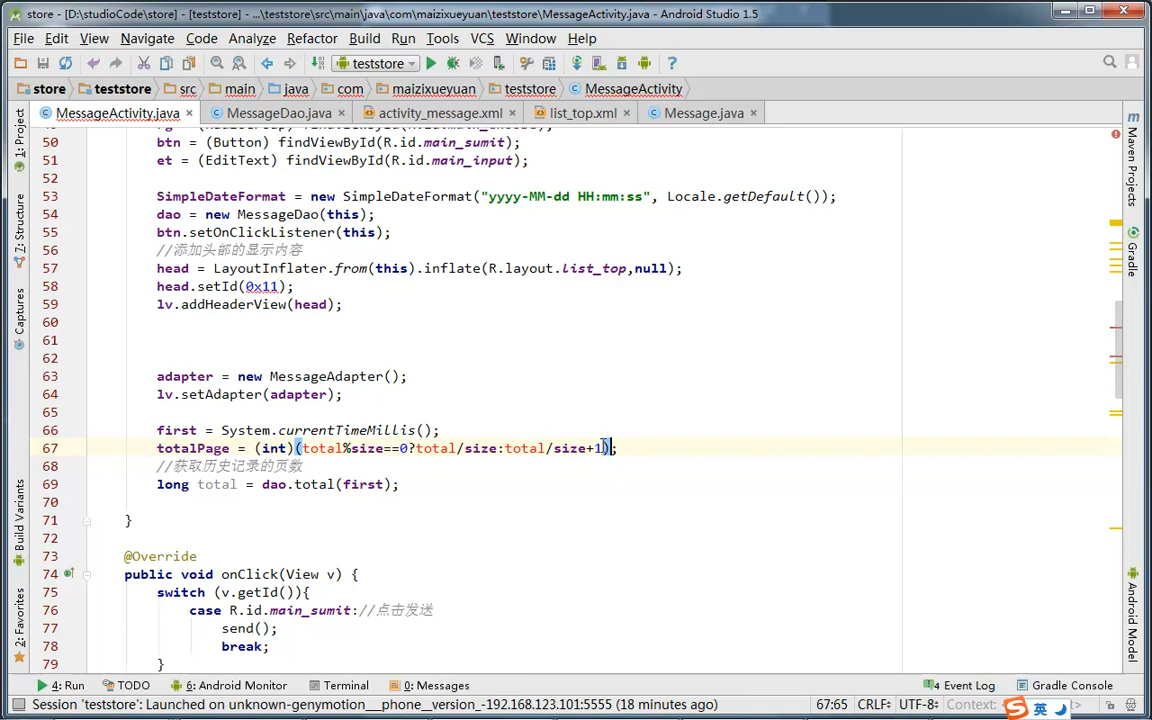 store - [D:\studioCode\store] - [teststore] - ...\teststore\src\main\java\com\maizixueyuan\teststore\MessageActivity.java - Android Studio 1.5
File Edit View Navigate Code Analyze Refactor Build Run Tools VCS Window Help
teststore
store teststore src main java com maizixueyuan teststore MessageActivity
MessageActivity.java MessageDao.java activity_message.xml list_top.xml Message.java
50 btn = (Button) findViewById(R.id.main_sumit);
51 et = (EditText) findViewById(R.id.main_input);
52
53 SimpleDateFormat = new SimpleDateFormat("yyyy-MM-dd HH:mm:ss", Locale.getDefault());
54 dao = new MessageDao(this);
55 btn.setOnClickListener(this);
56 //添加头部的显示内容
57 head = LayoutInflater.from(this).inflate(R.layout.list_top,null);
58 head.setId(0x11);
59 lv.addHeaderView(head);
60
61
62
63 adapter = new MessageAdapter();
64 lv.setAdapter(adapter);
65
66 first = System.currentTimeMillis();
67 totalPage = (int)(total%size==0?total/size:total/size+1);
68 //获取历史记录的页数
69 long total = dao.total(first);
70
71 }
72
73 @Override
74 public void onClick(View v) {
75 switch (v.getId()){
76 case R.id.main_sumit://点击发送
77 send();
78 break;
79 }
1: Project
7: Structure
Captures
Build Variants
2: Favorites
m
Maven Projects
Gradle
Android Model
4: Run TODO 6: Android Monitor Terminal 0: Messages 4 Event Log Gradle Console
Session 'teststore': Launched on unknown-genymotion___phone__version_-192.168.123.101:5555 (18 minutes ago) 67:65 CRLF÷ UTF-8÷ Context:
S 英